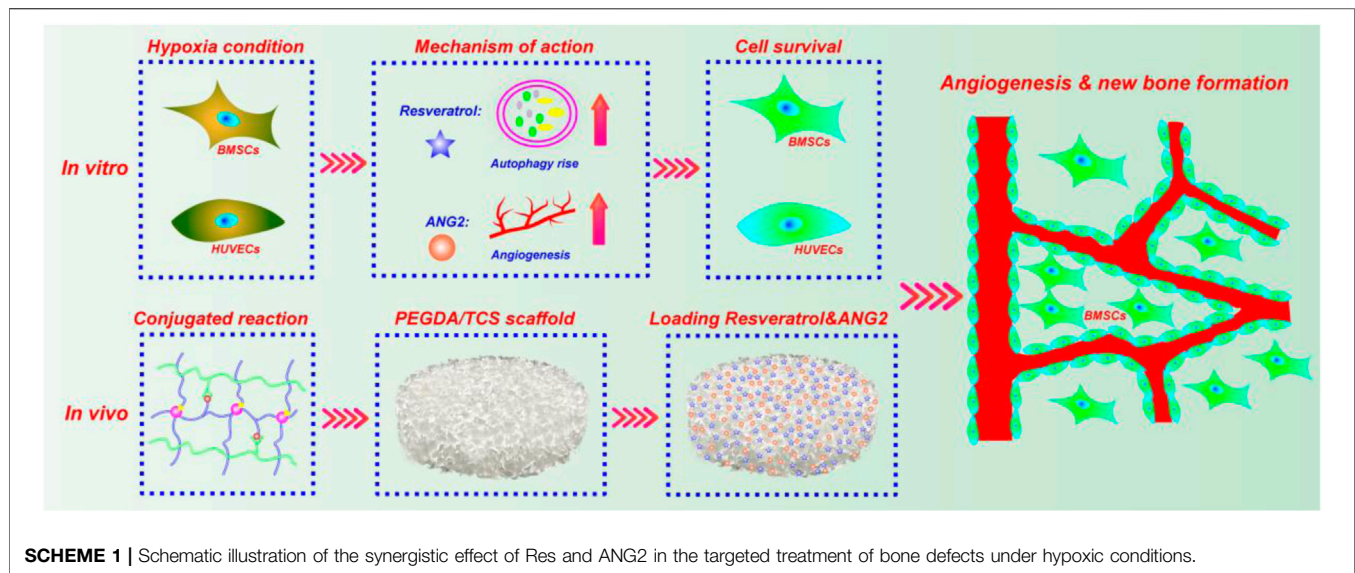 Hypoxia condition
Mechanism of action
Cell survival
Angiogenesis & new bone formation
In vitro
BMSCs
HUVECs
Resveratrol:
Autophagy rise
ANG2:
Angiogenesis
BMSCs
HUVECs
BMSCs
In vivo
Conjugated reaction
PEGDA/TCS scaffold
Loading Resveratrol&ANG2
SCHEME 1 | Schematic illustration of the synergistic effect of Res and ANG2 in the targeted treatment of bone defects under hypoxic conditions.